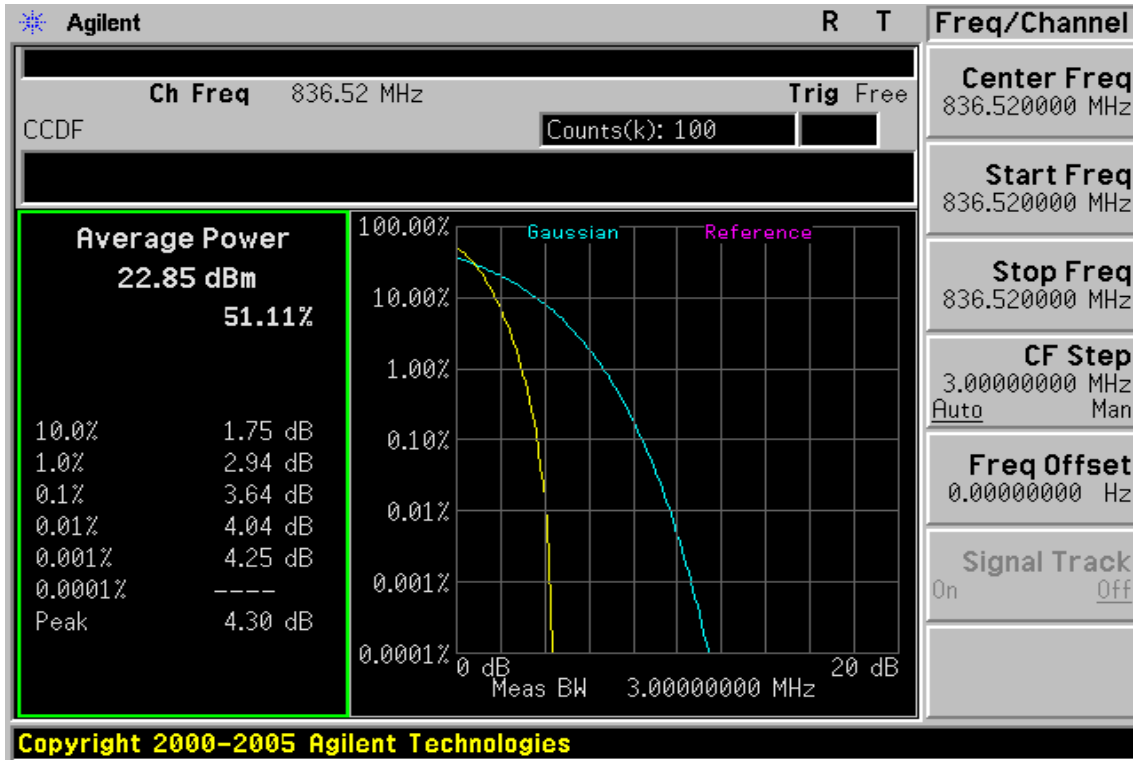 Agilent R T
Freq/Channel
Ch Freq 836.52 MHz Trig Free
CCDF Counts(k): 100
Average Power
22.85 dBm
51.11%
10.0% 1.75 dB
1.0% 2.94 dB
0.1% 3.64 dB
0.01% 4.04 dB
0.001% 4.25 dB
0.0001% ----
Peak 4.30 dB
Gaussian Reference
100.00%
10.00%
1.00%
0.10%
0.01%
0.001%
0.0001%
0 dB 20 dB
Meas BW 3.00000000 MHz
Center Freq
836.520000 MHz
Start Freq
836.520000 MHz
Stop Freq
836.520000 MHz
CF Step
3.00000000 MHz
Auto Man
Freq Offset
0.00000000 Hz
Signal Track
On Off
Copyright 2000-2005 Agilent Technologies